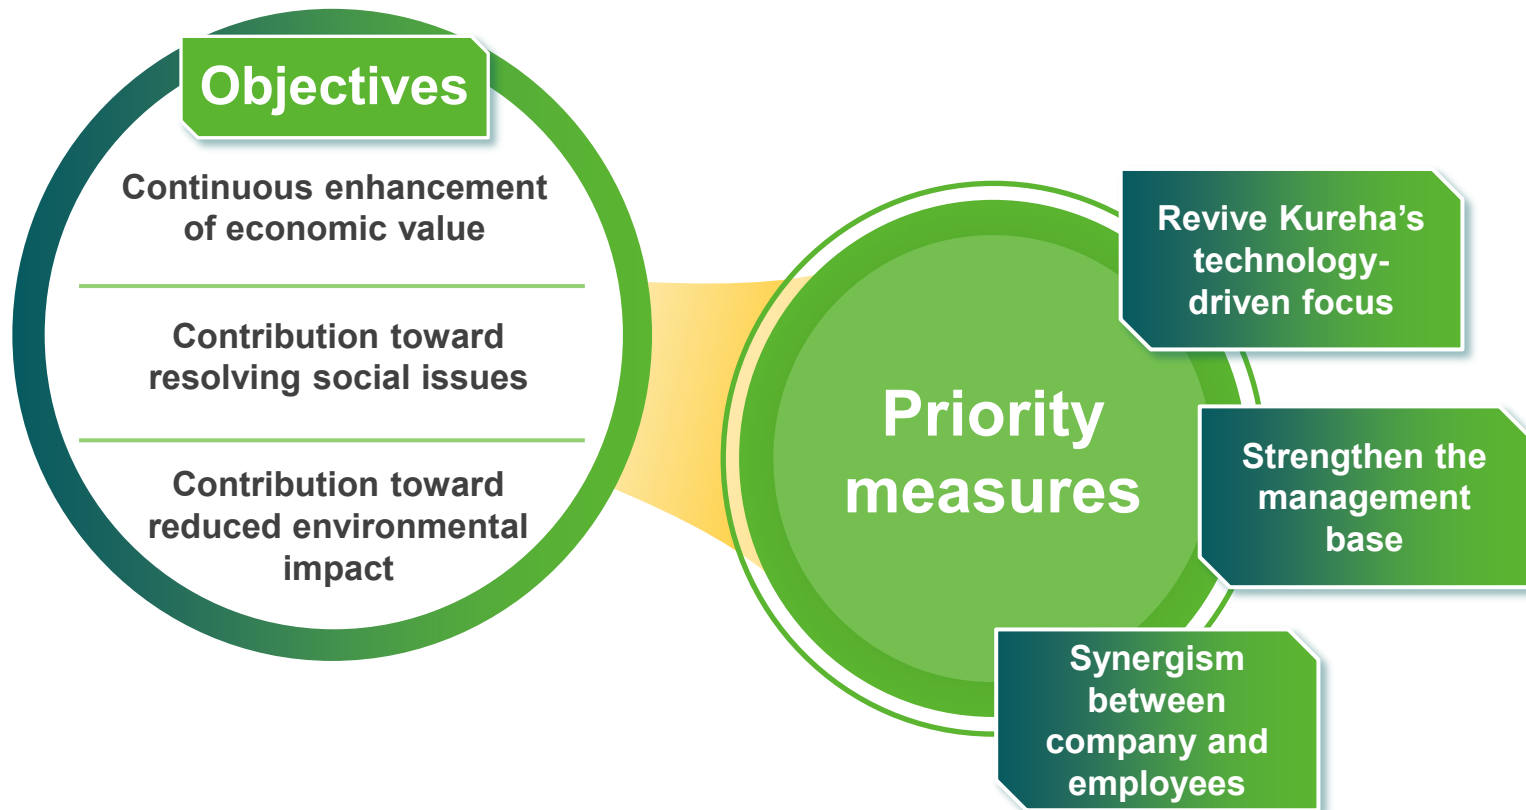 Objectives
Continuous enhancement
of economic value
Contribution toward
resolving social issues
Contribution toward
reduced environmental
impact
Priority
measures
Revive Kureha’s
technology-
driven focus
Strengthen the
management
base
Synergism
between
company and
employees